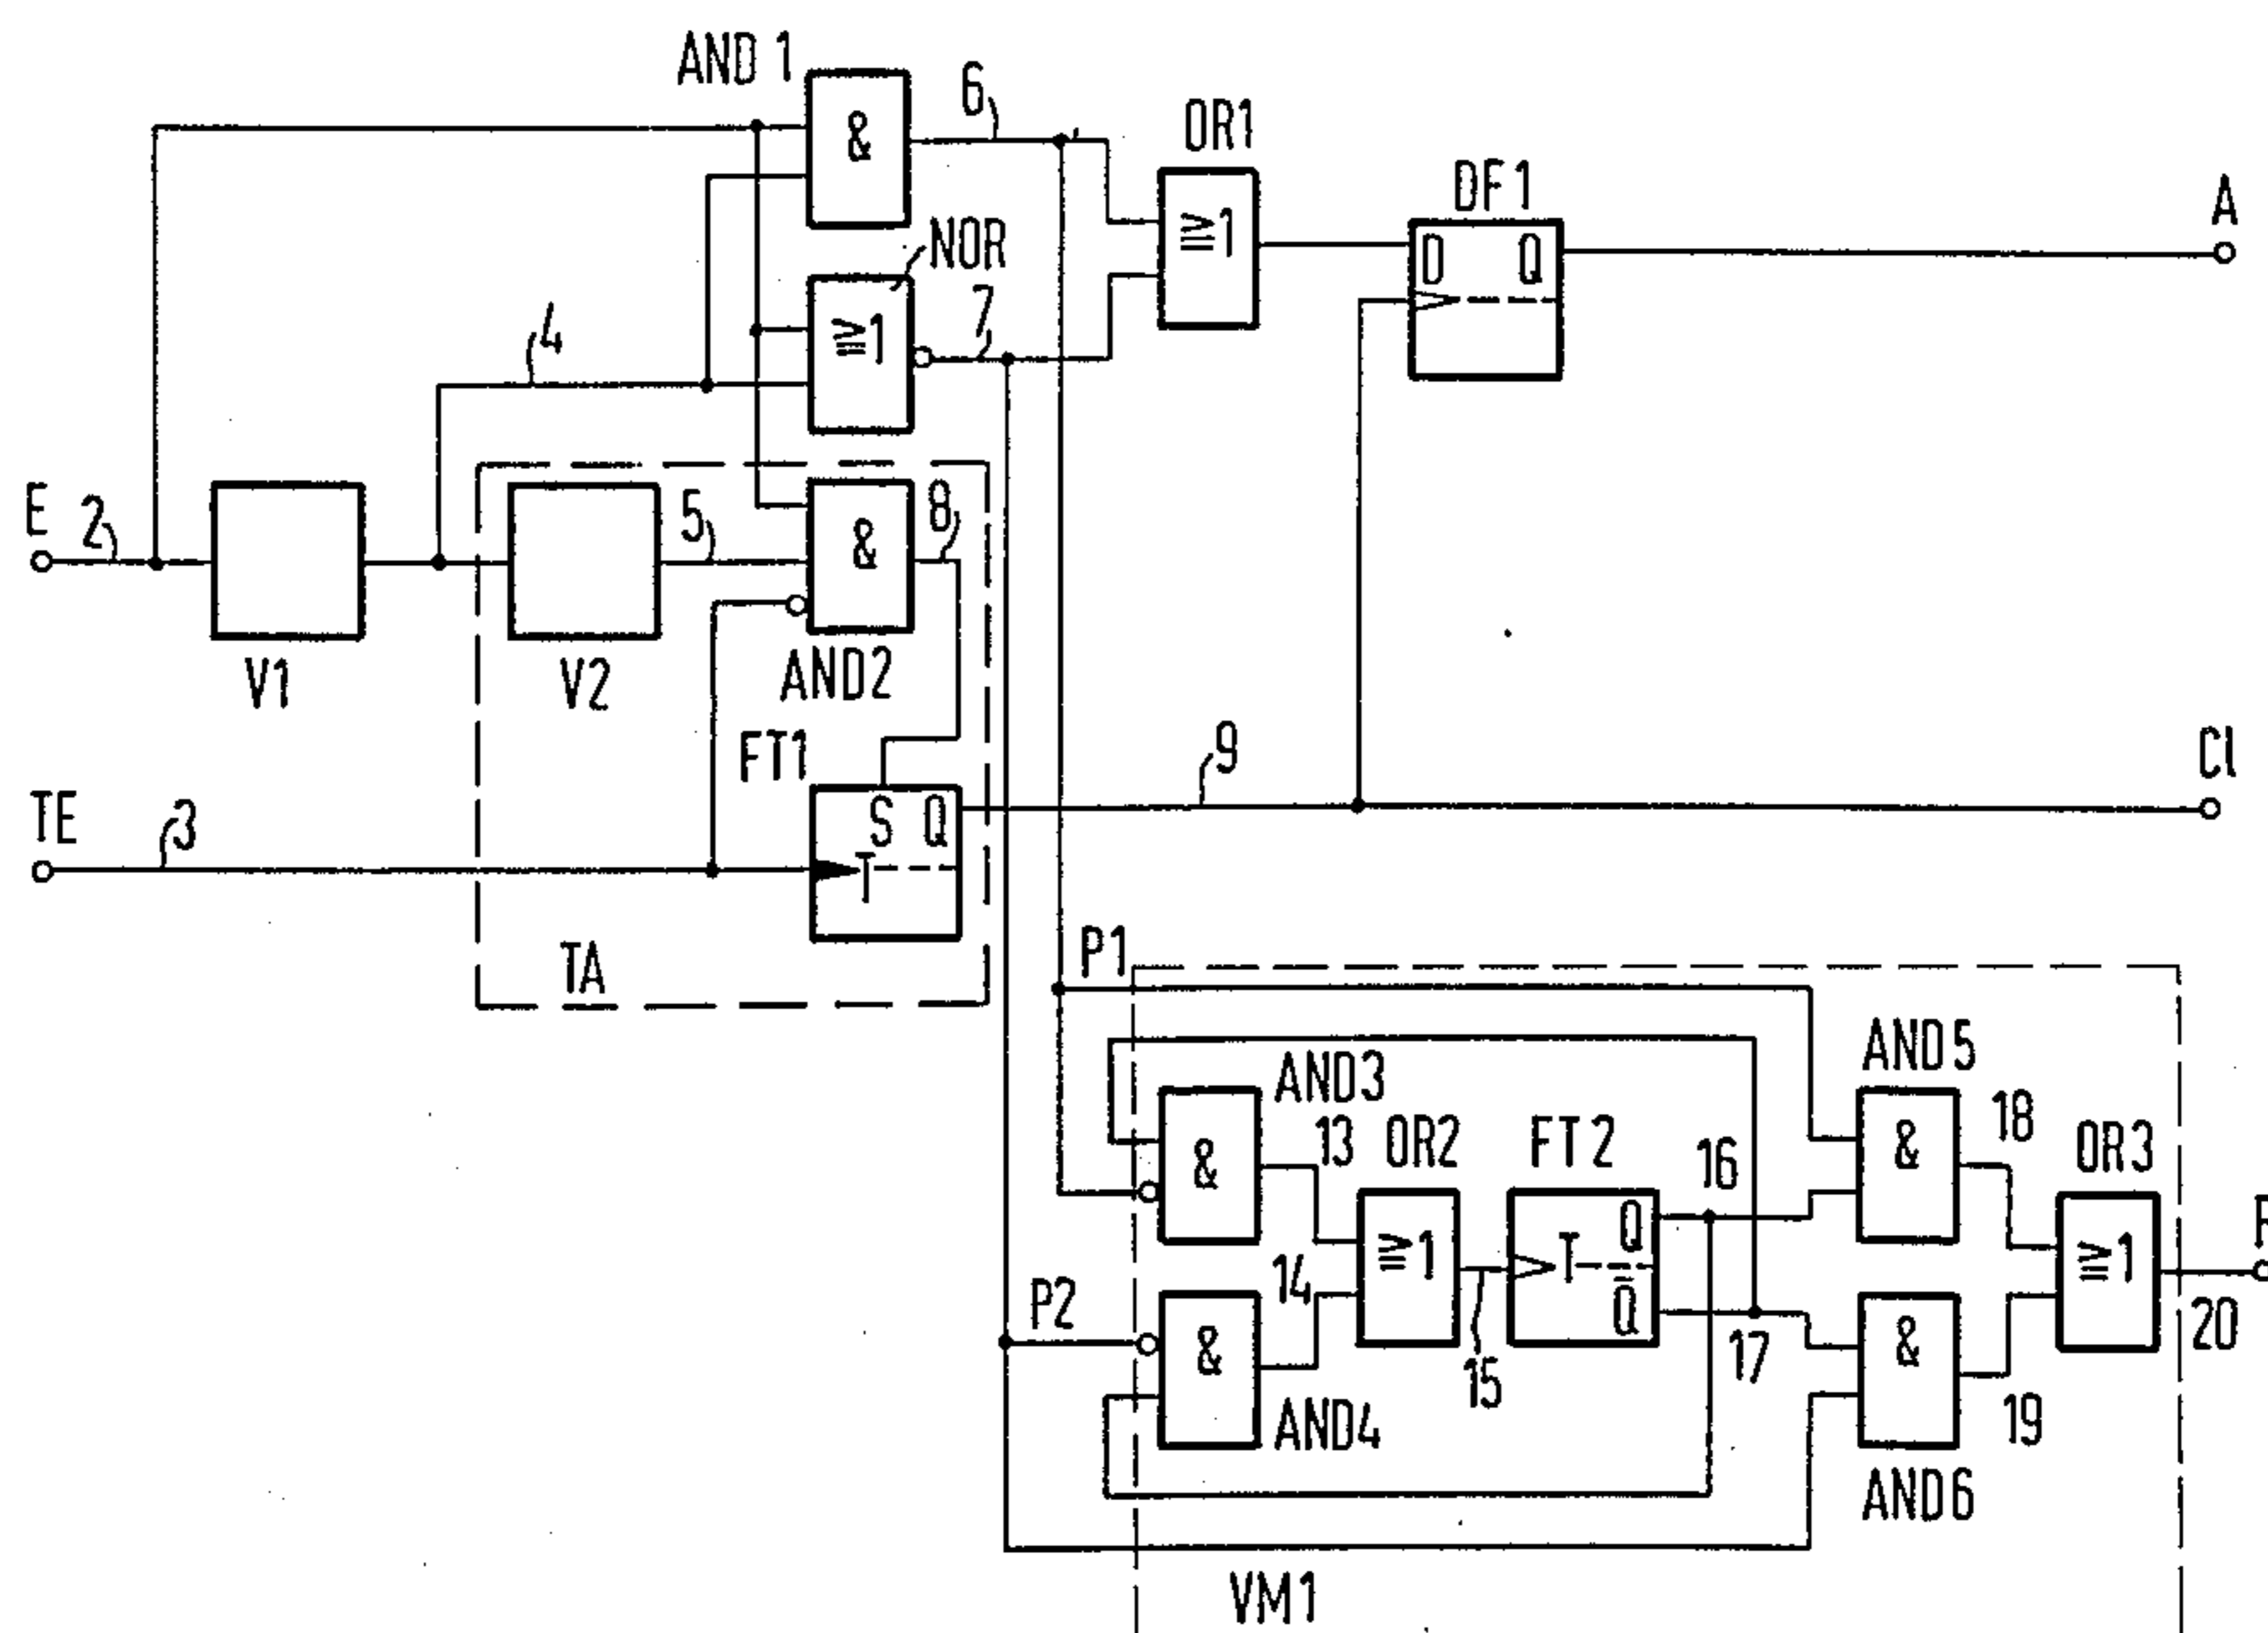 AND 1
&
6
OR1
≧1
DF1
D Q
A
NOR
≧1
7
4
E
2
V1
V2
5
&
8
AND2
FT1
S Q
T
9
Cl
TE
3
TA
P1
AND3
&
13
OR2
≧1
FT2
T
Q
Q̅
16
17
AND5
&
18
OR3
≧1
20
P2
14
&
AND4
15
&
AND6
19
VM1